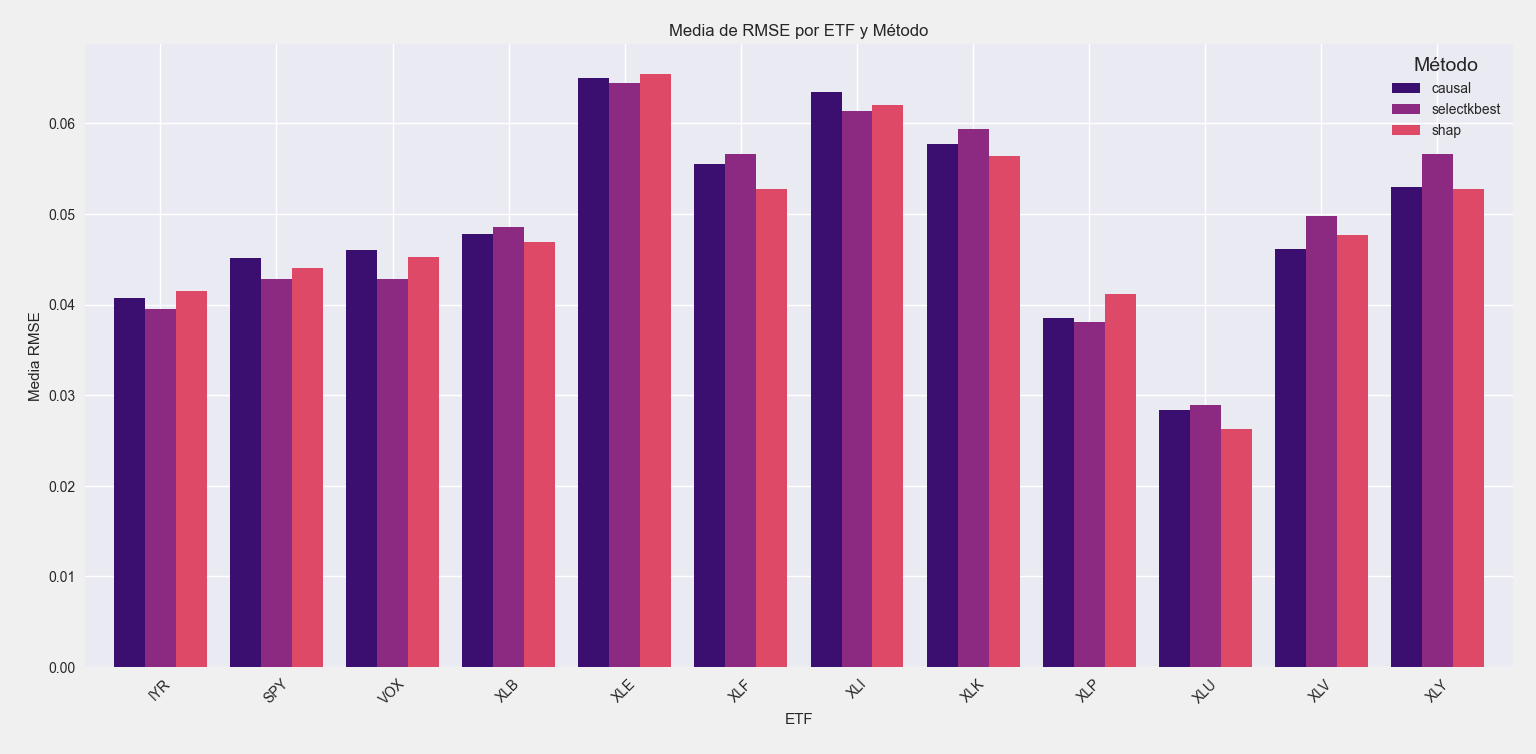 Media de RMSE por ETF y Método
Método
causal
selectkbest
shap
Media RMSE
0.06
0.05
0.04
0.03
0.02
0.01
0.00
IYR
SPY
VOX
XLB
XLE
XLF
XLI
XLK
XLP
XLU
XLV
XLY
ETF